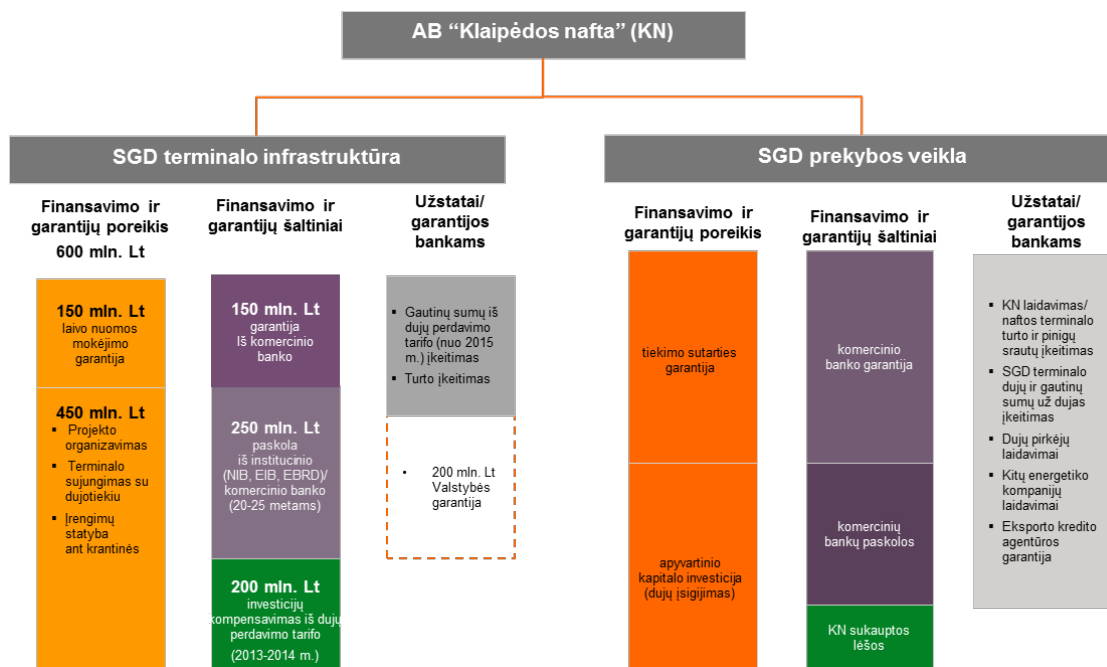 AB “Klaipėdos nafta” (KN)
SGD terminalo infrastruktūra
Finansavimo ir
garantijų poreikis
600 mln. Lt
150 mln. Lt
laivo nuomos
mokėjimo
garantija
450 mln. Lt
▪ Projekto
organizavimas
▪ Terminalo
sujungimas su
dujotiekiu
▪ Įrengimų
statyba
ant krantinės
Finansavimo ir
garantijų šaltiniai
150 mln. Lt
garantija
Iš komercinio
banko
250 mln. Lt
paskola
iš institucinio
(NIB, EIB, EBRD)/
komercinio banko
(20-25 metams)
200 mln. Lt
investicijų
kompensavimas iš dujų
perdavimo tarifo
(2013-2014 m.)
Užstatai/
garantijos
bankams
▪ Gautinų sumų iš
dujų perdavimo
tarifo (nuo 2015
m.) įkeitimas
▪ Turto įkeitimas
• 200 mln. Lt
Valstybės
garantija
SGD prekybos veikla
Finansavimo ir
garantijų poreikis
tiekimo sutarties
garantija
apyvartinio
kapitalo investicija
(dujų įsigijimas)
Finansavimo ir
garantijų šaltiniai
komercinio
banko garantija
komercinių
bankų paskolos
KN sukauptos
lėšos
Užstatai/
garantijos
bankams
▪ KN laidavimas/
naftos terminalo
turto ir pinigų
srautų įkeitimas
▪ SGD terminalo
dujų ir gautinų
sumų už dujas
įkeitimas
▪ Dujų pirkėjų
laidavimai
▪ Kitų energetiko
kompanijų
laidavimai
▪ Eksporto kredito
agentūros
garantija